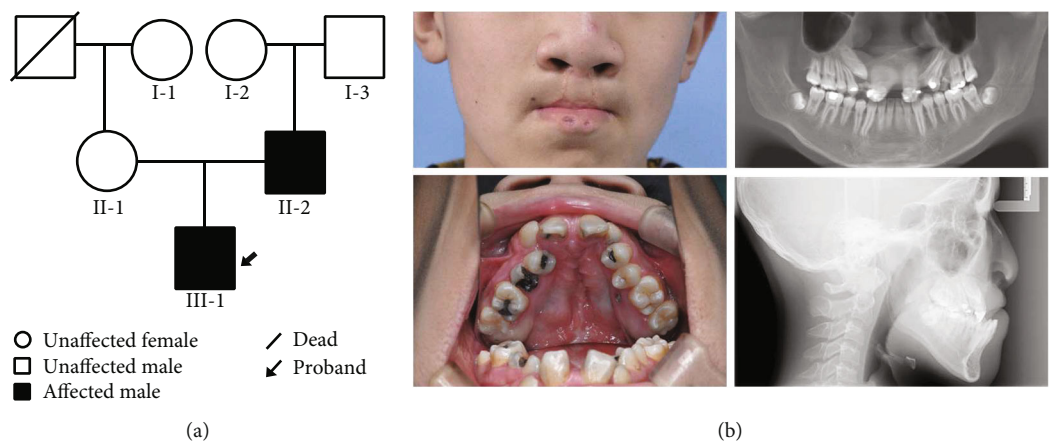 I-1
I-2
I-3
II-1
II-2
III-1
Unaffected female
Unaffected male
Affected male
Dead
Proband
(a)
(b)